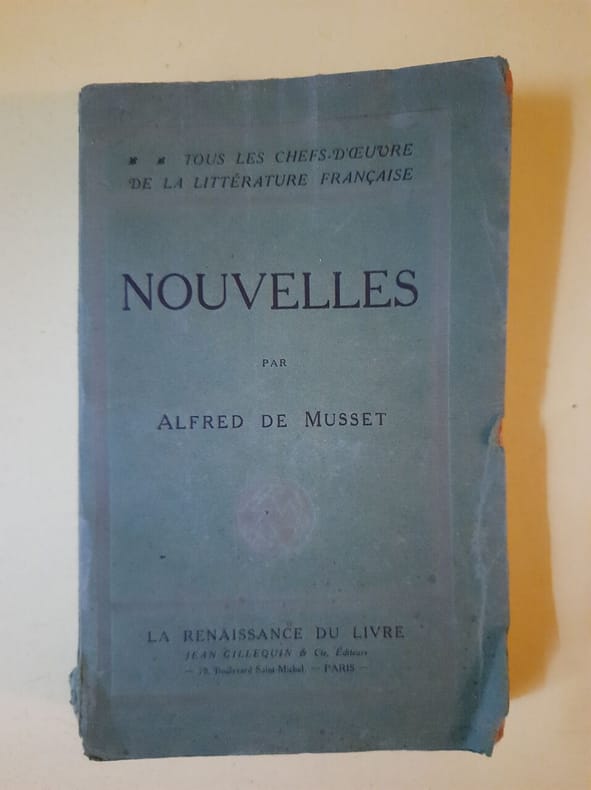 TOUS LES CHEFS-D'ŒUVRE
DE LA LITTÉRATURE FRANÇAISE
NOUVELLES
PAR
ALFRED DE MUSSET
LA RENAISSANCE DU LIVRE
JEAN GILLEQUIN & Cie, Éditeurs
— 78, Boulevard Saint-Michel — PARIS —